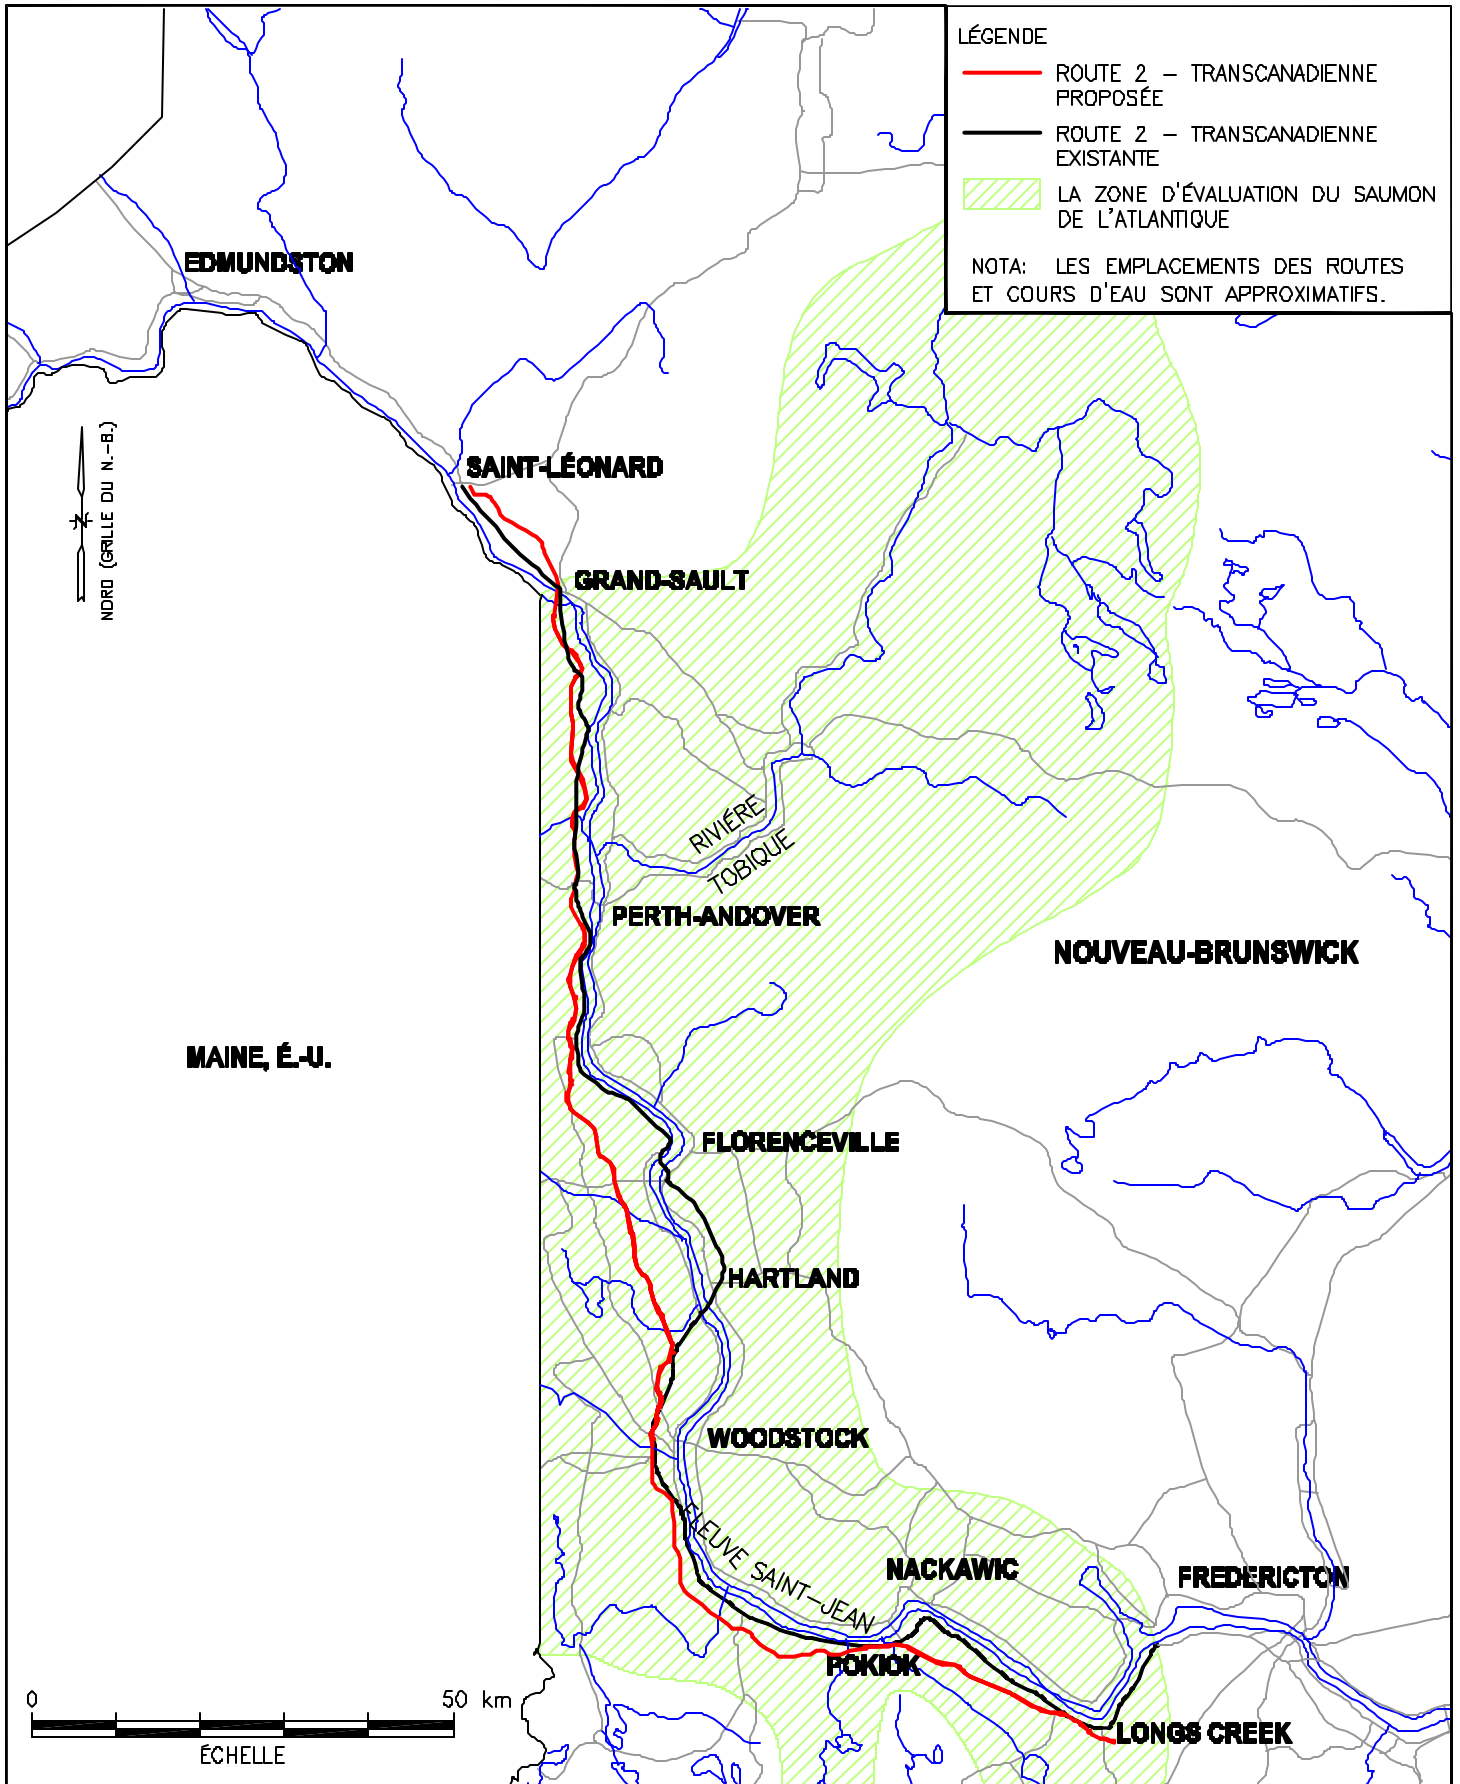 LÉGENDE
ROUTE 2 – TRANSCANADIENNE
PROPOSÉE
ROUTE 2 – TRANSCANADIENNE
EXISTANTE
LA ZONE D'ÉVALUATION DU SAUMON
DE L'ATLANTIQUE
NOTA: LES EMPLACEMENTS DES ROUTES
ET COURS D'EAU SONT APPROXIMATIFS.
EDMUNDSTON
SAINT-LÉONARD
NORD (GRILLE DU N.-B.)
N
GRAND-SAULT
RIVIÉRE
TOBIQUE
PERTH-ANDOVER
NOUVEAU-BRUNSWICK
MAINE, É.-U.
FLORENCEVILLE
HARTLAND
WOODSTOCK
FLEUVE SAINT-JEAN
NACKAWIC
FREDERICTON
POKIOK
LONGS CREEK
0 50 km
ÉCHELLE